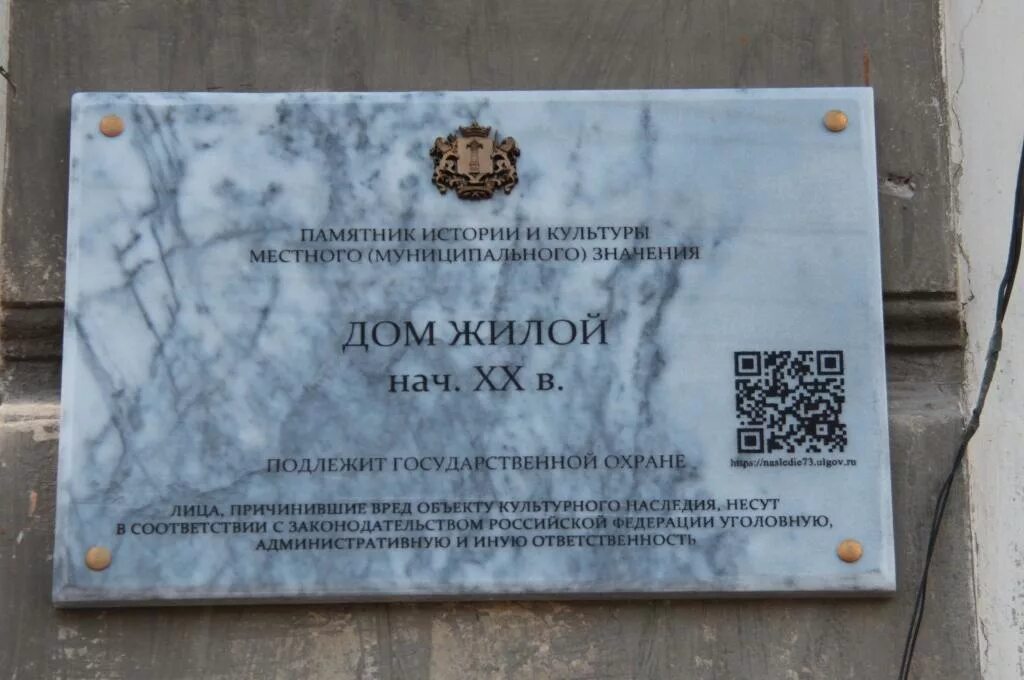 ПАМЯТНИК ИСТОРИИ И КУЛЬТУРЫ
МЕСТНОГО (МУНИЦИПАЛЬНОГО) ЗНАЧЕНИЯ
ДОМ ЖИЛОЙ
нач. XX в.
https://nasledie73.ulgov.ru
ПОДЛЕЖИТ ГОСУДАРСТВЕННОЙ ОХРАНЕ
ЛИЦА, ПРИЧИНИВШИЕ ВРЕД ОБЪЕКТУ КУЛЬТУРНОГО НАСЛЕДИЯ, НЕСУТ
В СООТВЕТСТВИИ С ЗАКОНОДАТЕЛЬСТВОМ РОССИЙСКОЙ ФЕДЕРАЦИИ УГОЛОВНУЮ,
АДМИНИСТРАТИВНУЮ И ИНУЮ ОТВЕТСТВЕННОСТЬ